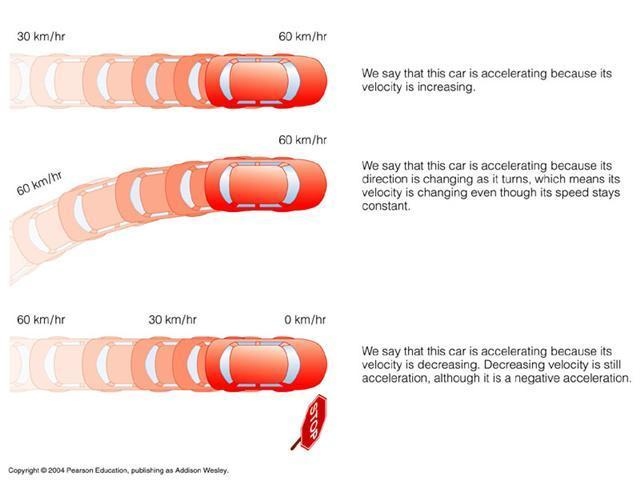 30 km/hr 60 km/hr
We say that this car is accelerating because its
velocity is increasing.
60 km/hr
60 km/hr
We say that this car is accelerating because its
direction is changing as it turns, which means its
velocity is changing even though its speed stays
constant.
60 km/hr 30 km/hr 0 km/hr
We say that this car is accelerating because its
velocity is decreasing. Decreasing velocity is still
acceleration, although it is a negative acceleration.
STOP
Copyright © 2004 Pearson Education, publishing as Addison Wesley.